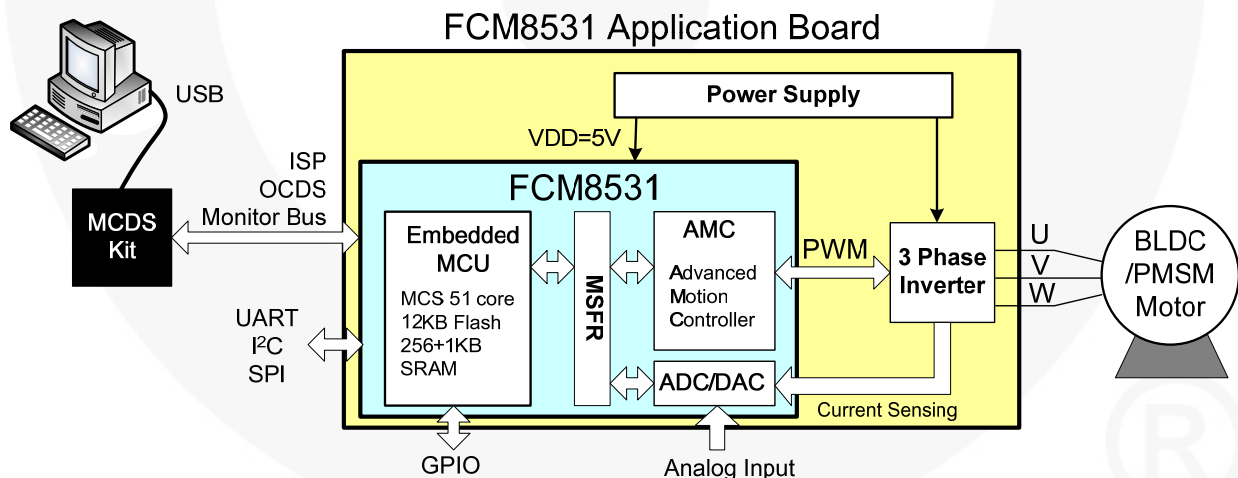 FCM8531 Application Board
USB
Power Supply
VDD=5V
ISP
OCDS
Monitor Bus
MCDS
Kit
FCM8531
Embedded
MCU
MCS 51 core
12KB Flash
256+1KB
SRAM
MSFR
AMC
Advanced
Motion
Controller
ADC/DAC
PWM
3 Phase
Inverter
U
V
W
BLDC
/PMSM
Motor
UART
I²C
SPI
Current Sensing
GPIO
Analog Input
®